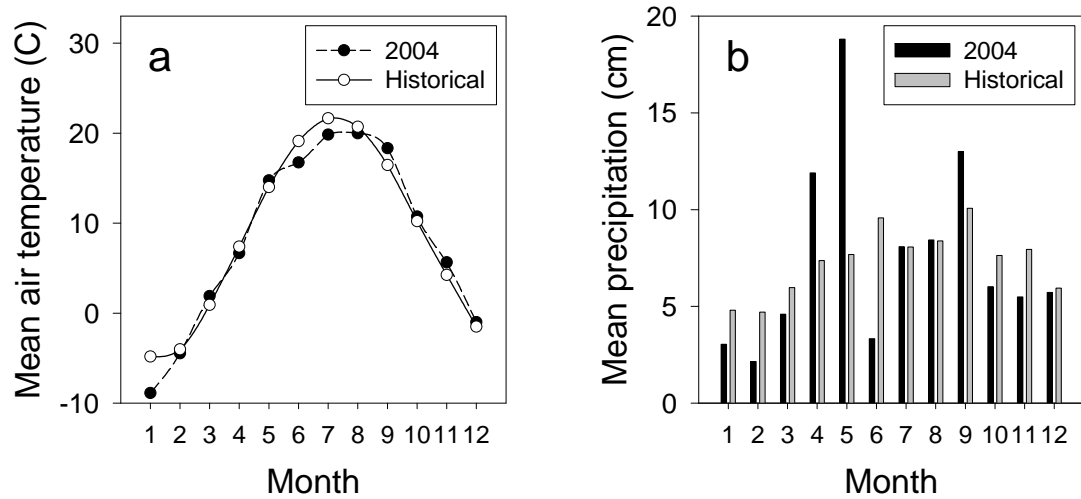 a
2004
Historical
Mean air temperature (C)
30
20
10
0
-10
1 2 3 4 5 6 7 8 9 10 11 12
Month
b
2004
Historical
Mean precipitation (cm)
20
15
10
5
0
1 2 3 4 5 6 7 8 9 10 11 12
Month